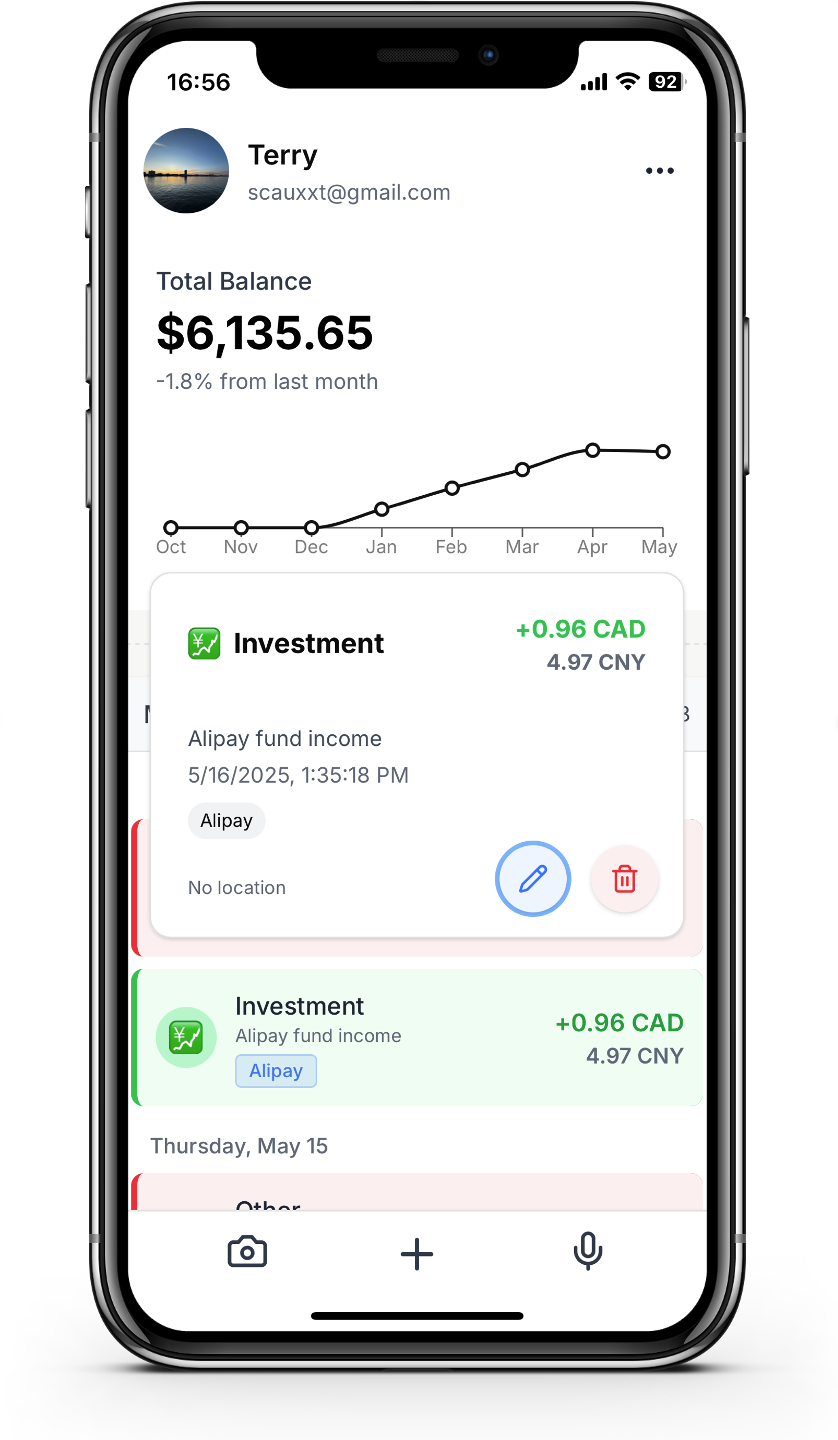 16:56
92
Terry
scauxxt@gmail.com
Total Balance
$6,135.65
-1.8% from last month
Oct Nov Dec Jan Feb Mar Apr May
Investment
+0.96 CAD
4.97 CNY
Alipay fund income
5/16/2025, 1:35:18 PM
Alipay
No location
Investment
Alipay fund income
Alipay
+0.96 CAD
4.97 CNY
Thursday, May 15
Other